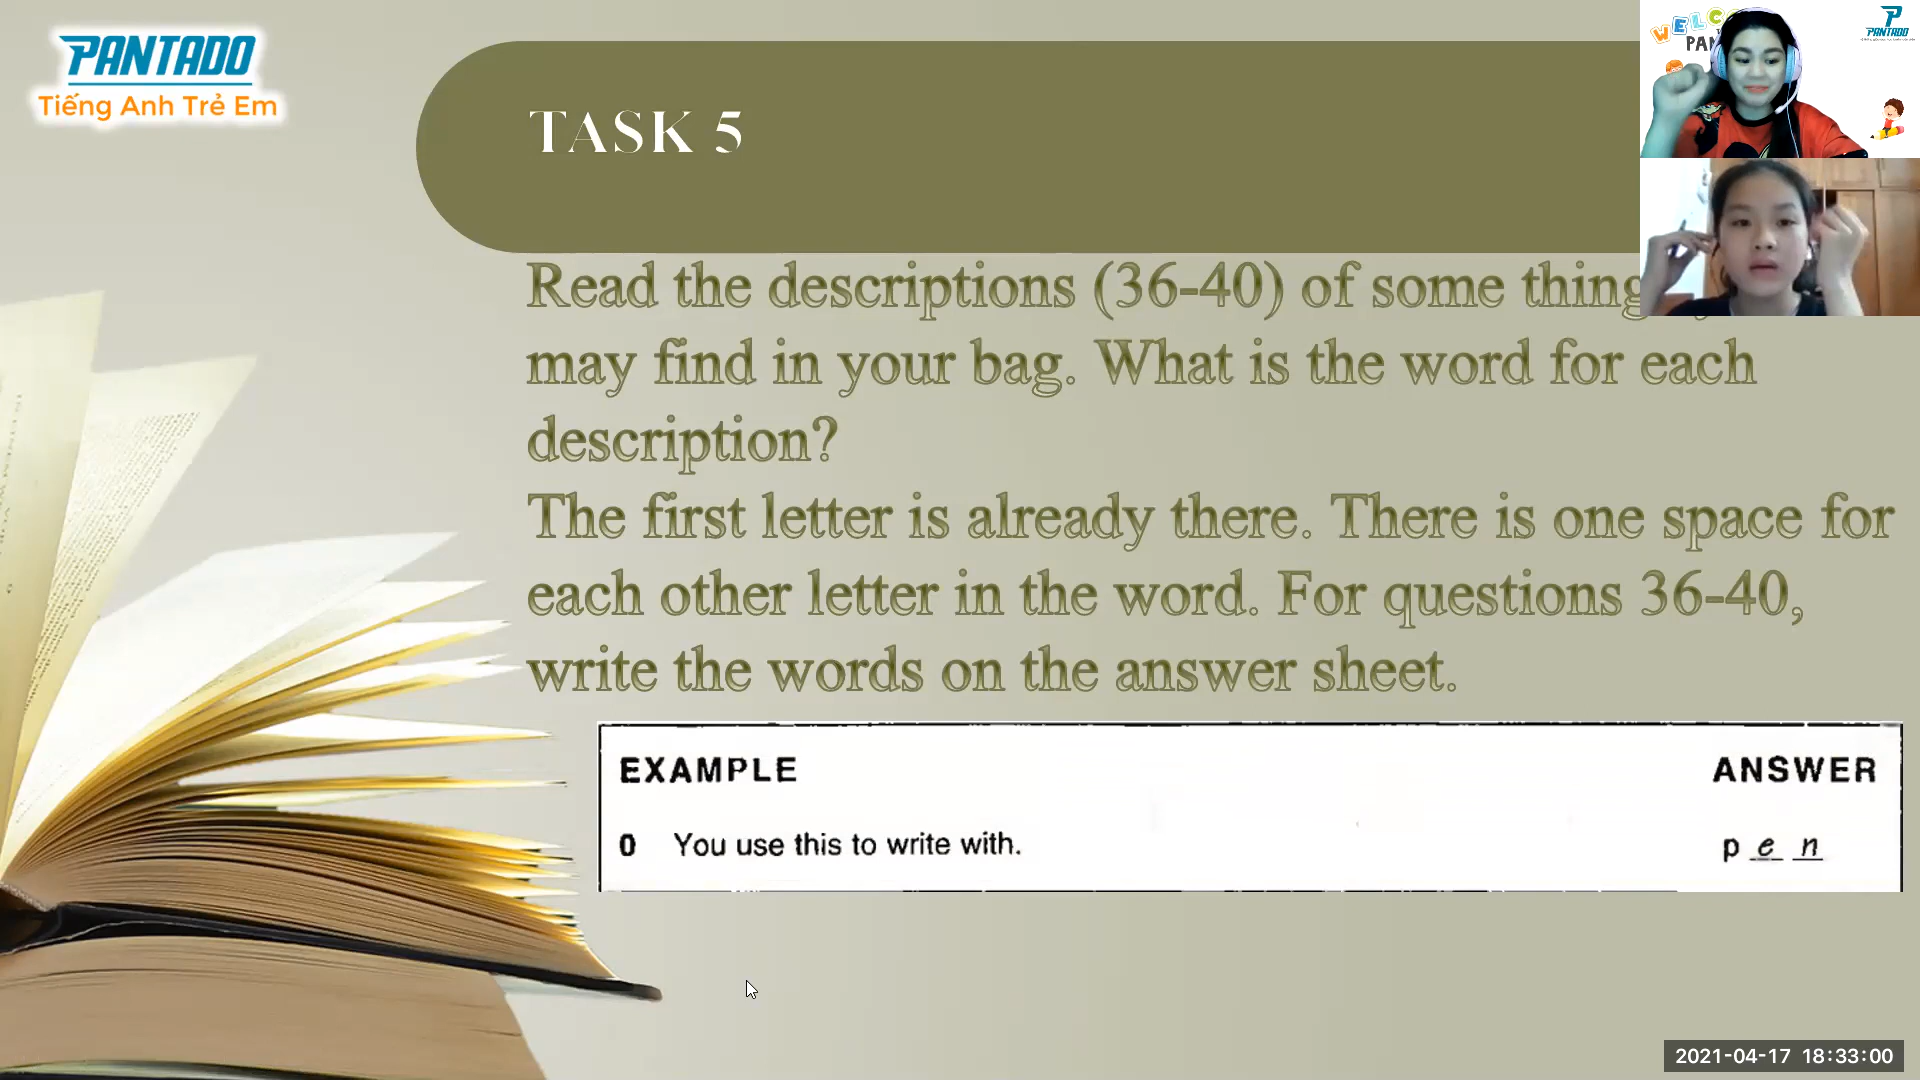 PANTADO
Tiếng Anh Trẻ Em
TASK 5
WELC
PAN
P
PANTADO
Read the descriptions (36-40) of some thing
may find in your bag. What is the word for each
description?
The first letter is already there. There is one space for
each other letter in the word. For questions 36-40,
write the words on the answer sheet.
EXAMPLE ANSWER
0 You use this to write with. p e n
2021-04-17 18:33:00